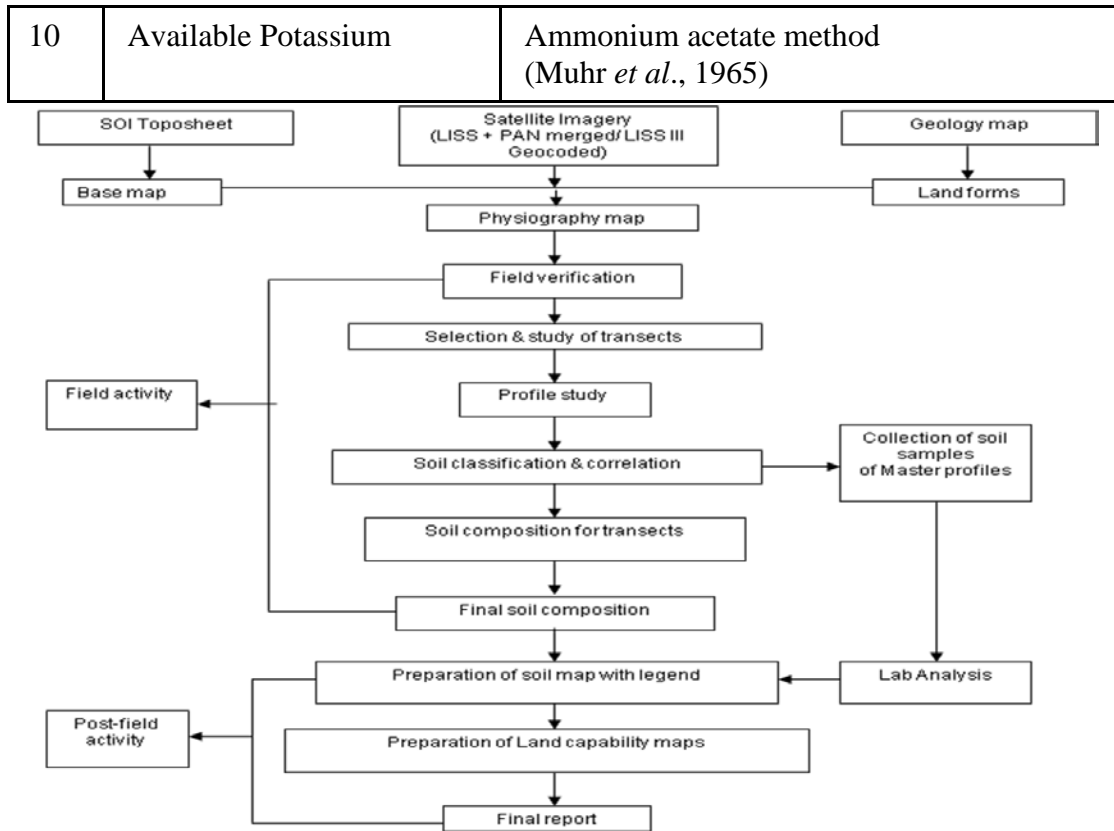 10 Available Potassium Ammonium acetate method
(Muhr et al., 1965)
SOI Toposheet
Satellite Imagery
(LISS + PAN merged/ LISS III
Geocoded)
Geology map
Base map
Land forms
Physiography map
Field verification
Selection & study of transects
Field activity
Profile study
Soil classification & correlation
Collection of soil
samples
of Master profiles
Soil composition for transects
Final soil composition
Preparation of soil map with legend
Lab Analysis
Post-field
activity
Preparation of Land capability maps
Final report